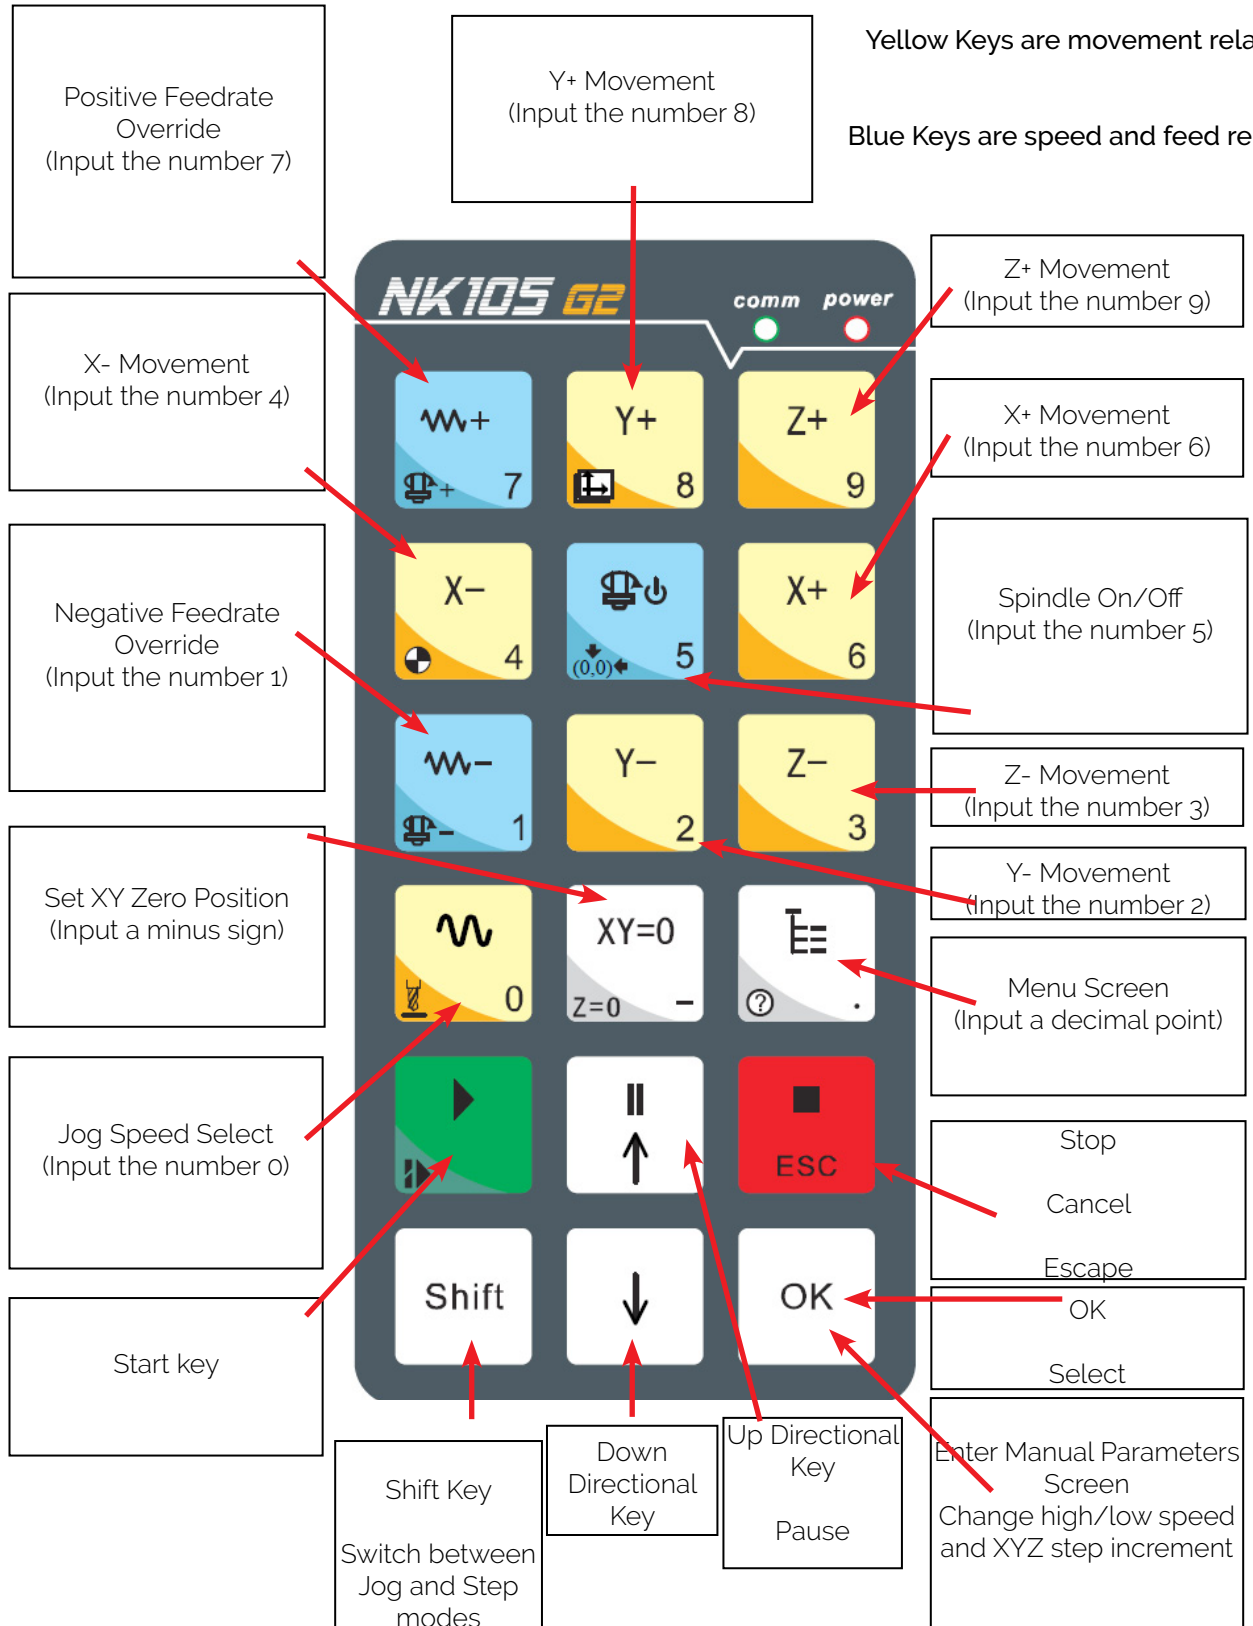 Yellow Keys are movement rela
Blue Keys are speed and feed re
Positive Feedrate
Override
(Input the number 7)
Y+ Movement
(Input the number 8)
Z+ Movement
(Input the number 9)
X- Movement
(Input the number 4)
X+ Movement
(Input the number 6)
Negative Feedrate
Override
(Input the number 1)
Spindle On/Off
(Input the number 5)
Z- Movement
(Input the number 3)
Set XY Zero Position
(Input a minus sign)
Y- Movement
(Input the number 2)
Menu Screen
(Input a decimal point)
Jog Speed Select
(Input the number 0)
Stop
Cancel
Escape
Start key
OK
Select
Shift Key
Switch between
Jog and Step
modes
Down
Directional
Key
Up Directional
Key
Pause
Enter Manual Parameters
Screen
Change high/low speed
and XYZ step increment
NK105 G2
comm power
+ Y+ Z+
+ 7 8 9
X- X+
4 (0,0) 5 6
- Y- Z-
- 1 2 3
XY=0
0 Z=0 - ? .
ESC
Shift OK